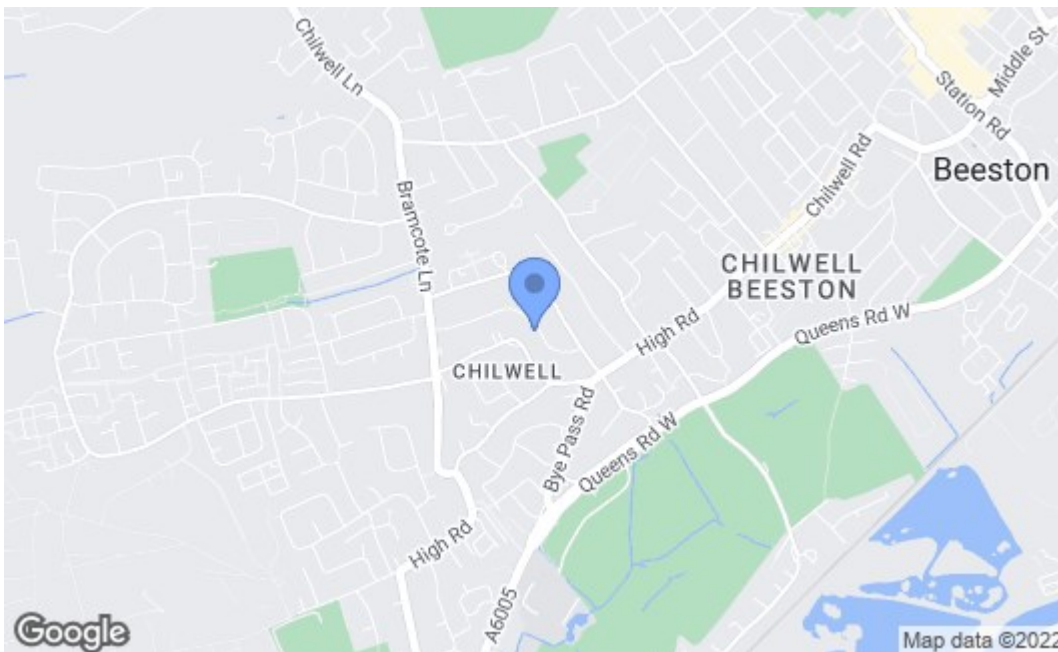 Chilwell Ln
Middle St
Station Rd
Beeston
Chilwell Rd
Bramcote Ln
CHILWELL
BEESTON
Queens Rd W
High Rd
CHILWELL
Bye Pass Rd
Queens Rd W
High Rd
A6005
Google
Map data ©2022